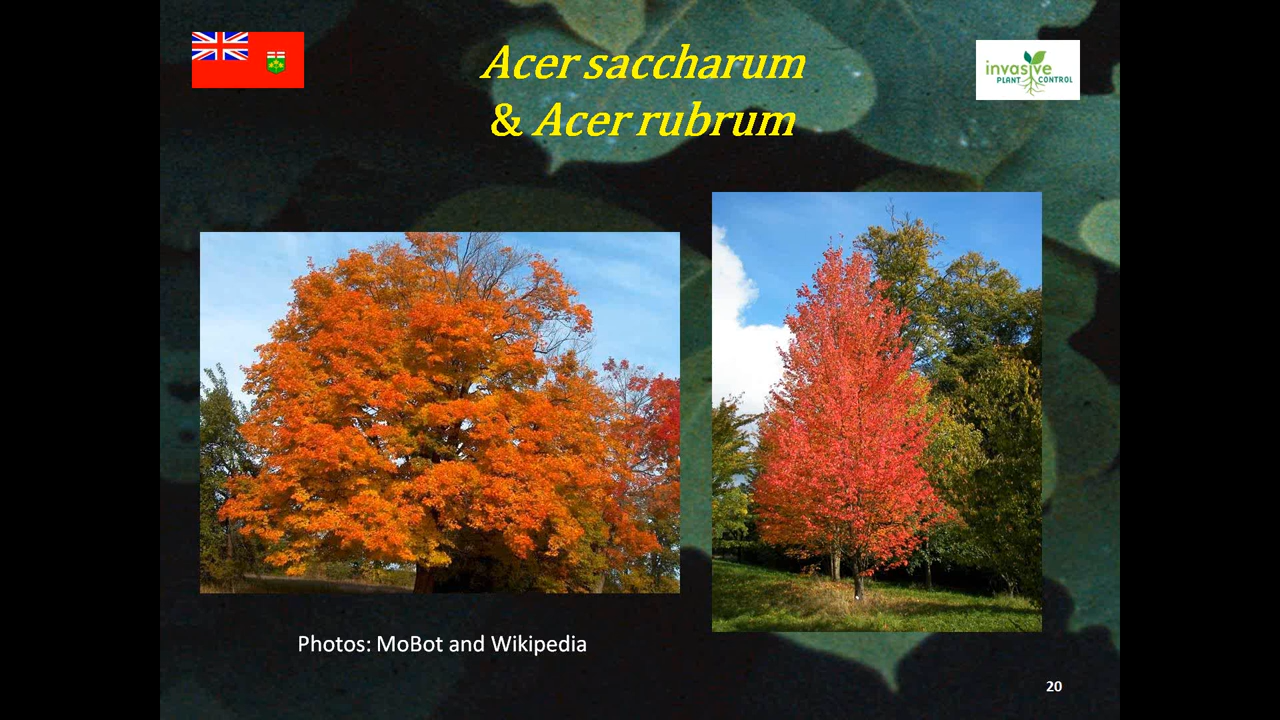 Acer saccharum
& Acer rubrum
invasive
PLANT CONTROL
Photos: MoBot and Wikipedia
20